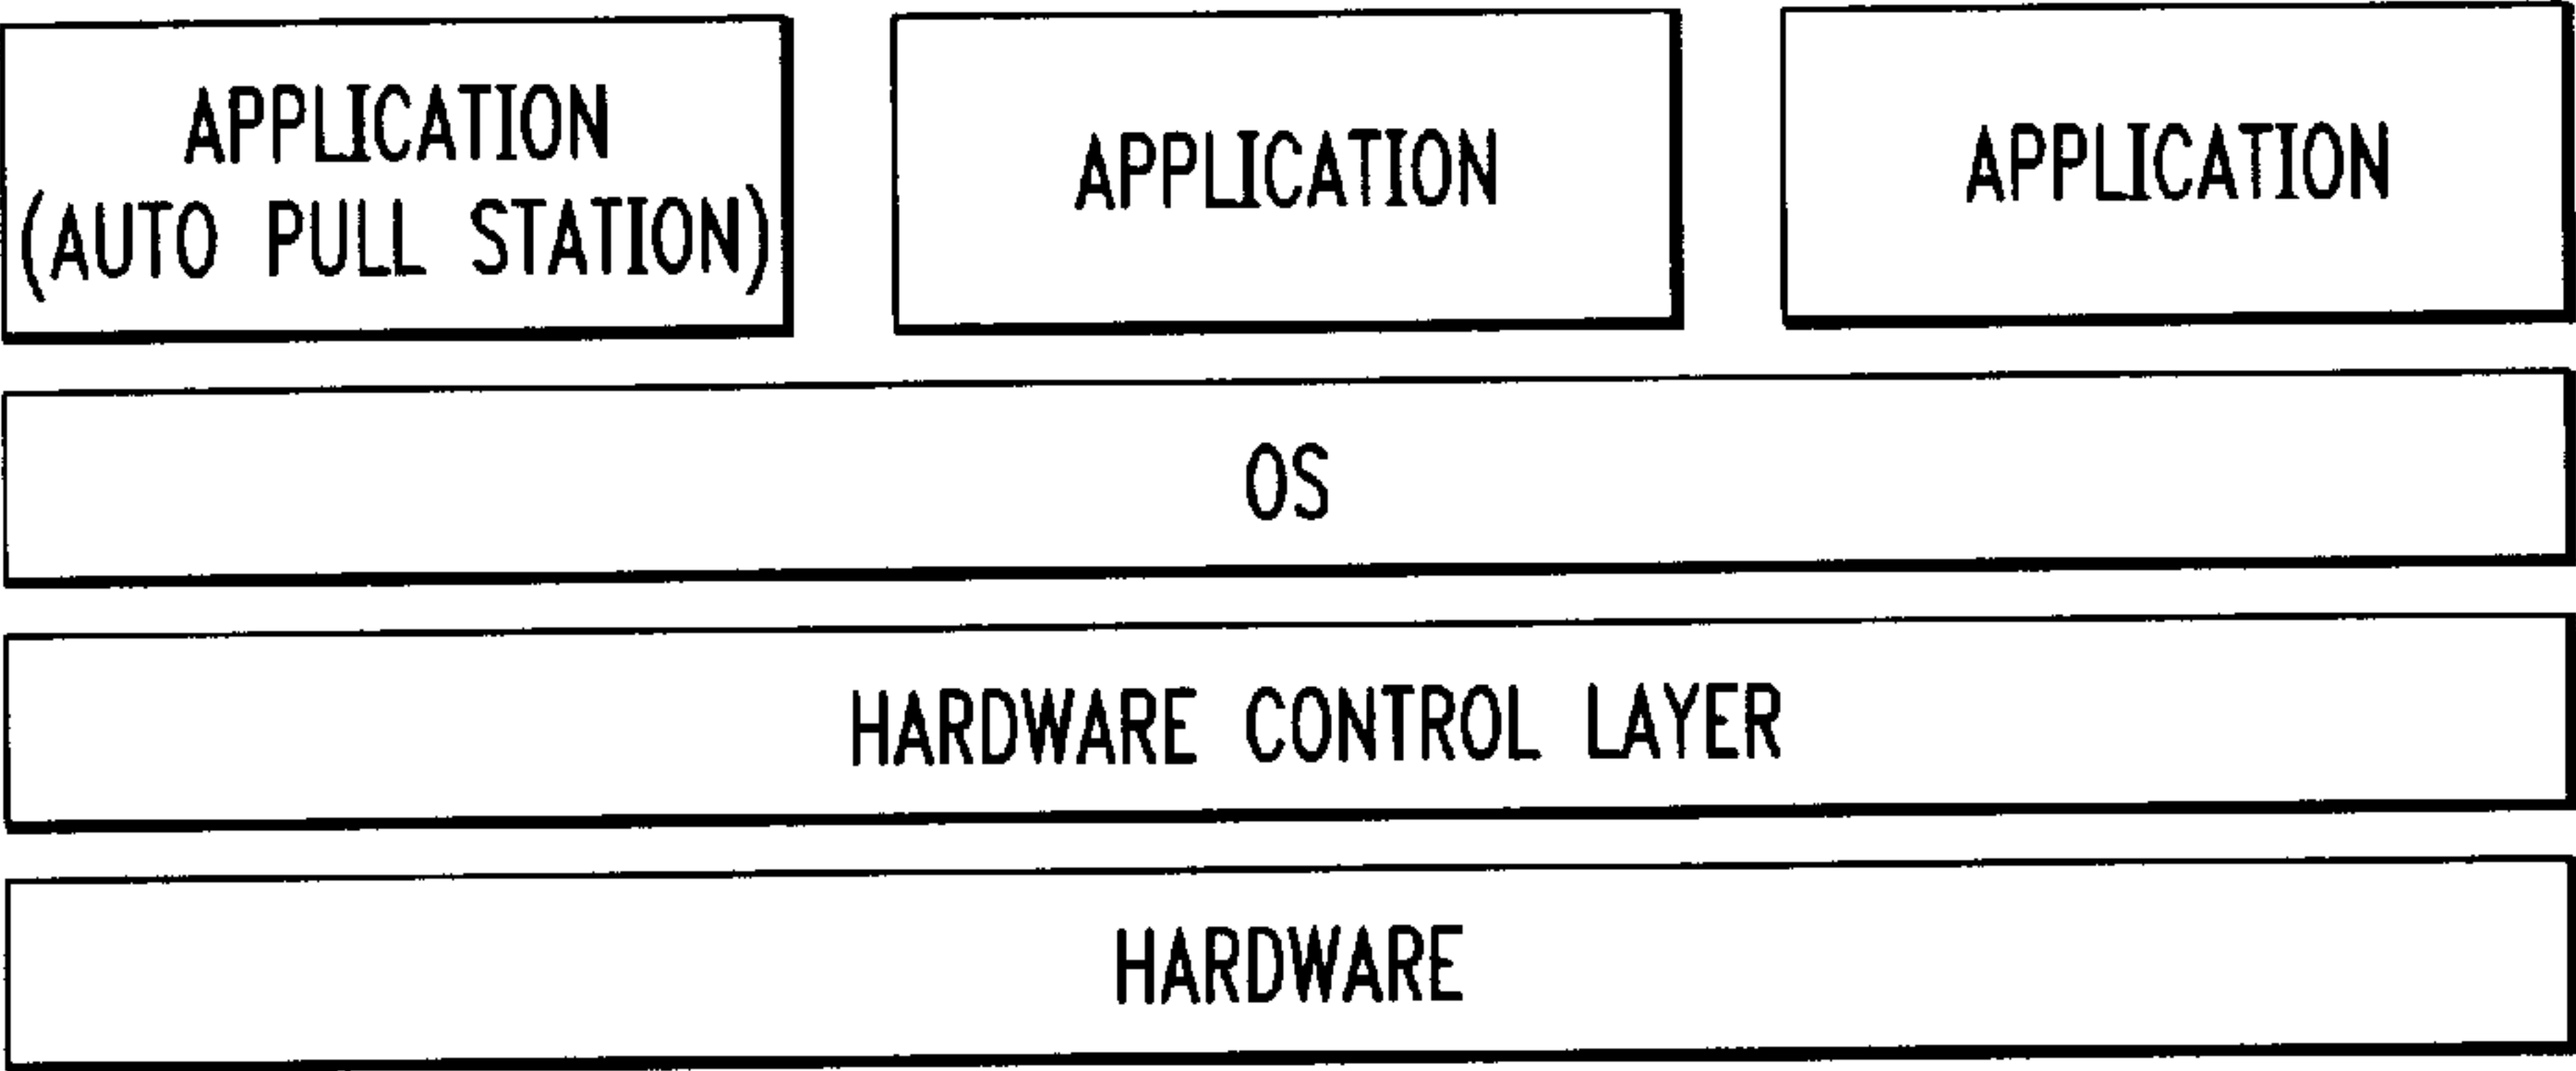 APPLICATION
(AUTO PULL STATION)
APPLICATION
APPLICATION
OS
HARDWARE CONTROL LAYER
HARDWARE